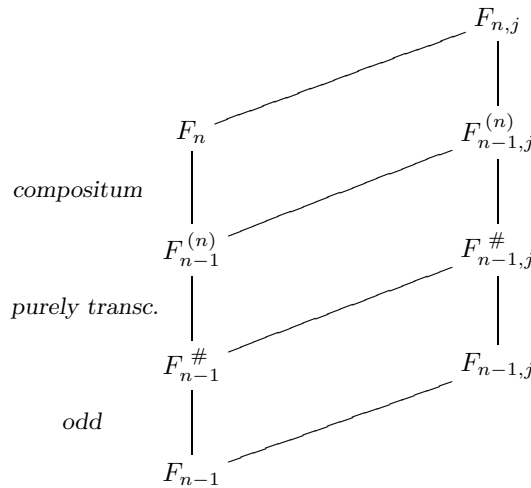 F_{n,j}
F_n
F_{n-1,j}^{(n)}
compositum
F_{n-1}^{(n)}
F_{n-1,j}^{#}
purely transc.
F_{n-1}^{#}
F_{n-1,j}
odd
F_{n-1}